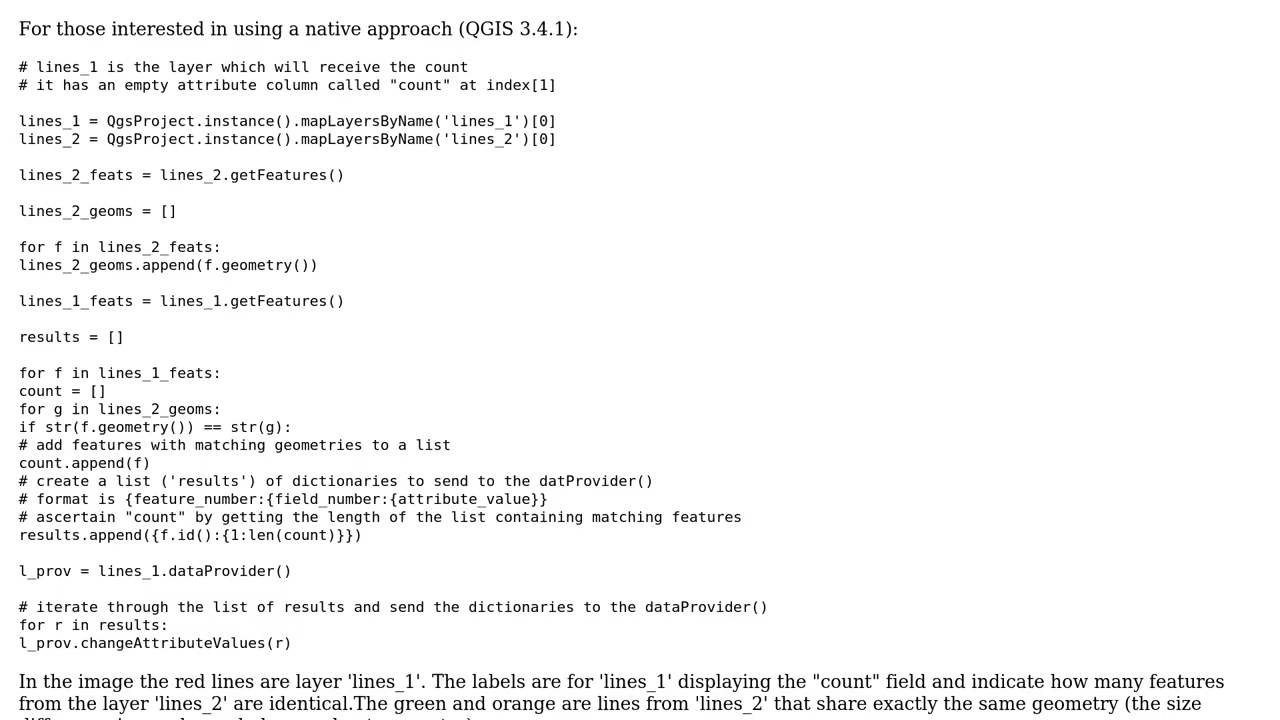 For those interested in using a native approach (QGIS 3.4.1):
# lines_1 is the layer which will receive the count
# it has an empty attribute column called "count" at index[1]
lines_1 = QgsProject.instance().mapLayersByName('lines_1')[0]
lines_2 = QgsProject.instance().mapLayersByName('lines_2')[0]
lines_2_feats = lines_2.getFeatures()
lines_2_geoms = []
for f in lines_2_feats:
lines_2_geoms.append(f.geometry())
lines_1_feats = lines_1.getFeatures()
results = []
for f in lines_1_feats:
count = []
for g in lines_2_geoms:
if str(f.geometry()) == str(g):
# add features with matching geometries to a list
count.append(f)
# create a list ('results') of dictionaries to send to the datProvider()
# format is {feature_number:{field_number:{attribute_value}}
# ascertain "count" by getting the length of the list containing matching features
results.append({f.id():{1:len(count)}})
l_prov = lines_1.dataProvider()
# iterate through the list of results and send the dictionaries to the dataProvider()
for r in results:
l_prov.changeAttributeValues(r)
In the image the red lines are layer 'lines_1'. The labels are for 'lines_1' displaying the "count" field and indicate how many features
from the layer 'lines_2' are identical.The green and orange are lines from 'lines_2' that share exactly the same geometry (the size